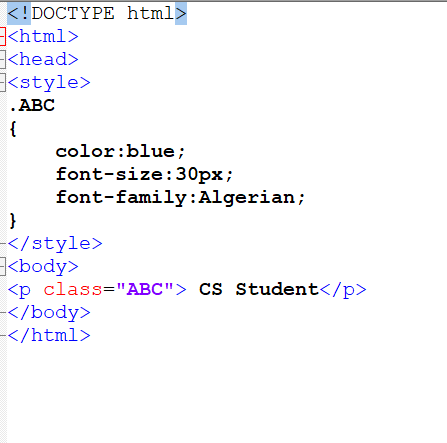 <!DOCTYPE html>
<html>
<head>
<style>
.ABC
{
    color:blue;
    font-size:30px;
    font-family:Algerian;
}
</style>
<body>
<p class="ABC"> CS Student</p>
</body>
</html>